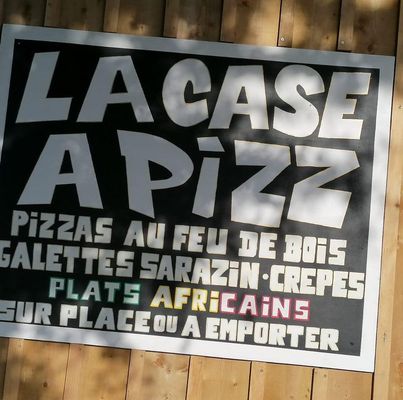 LA CASE
A PiZZ
PiZZAS AU FEU DE BOiS
GALETTES SARAZiN·CREPES
PLATS AFRiCAiNS
SUR PLACE OU A EMPORTER